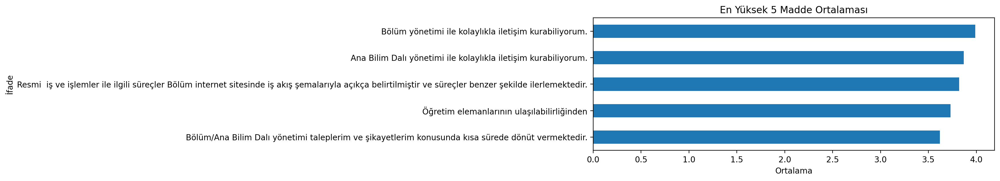 En Yüksek 5 Madde Ortalaması
İfade
Bölüm yönetimi ile kolaylıkla iletişim kurabiliyorum.
Ana Bilim Dalı yönetimi ile kolaylıkla iletişim kurabiliyorum.
Resmi  iş ve işlemler ile ilgili süreçler Bölüm internet sitesinde iş akış şemalarıyla açıkça belirtilmiştir ve süreçler benzer şekilde ilerlemektedir.
Öğretim elemanlarının ulaşılabilirliğinden
Bölüm/Ana Bilim Dalı yönetimi taleplerim ve şikayetlerim konusunda kısa sürede dönüt vermektedir.
0.0 0.5 1.0 1.5 2.0 2.5 3.0 3.5 4.0
Ortalama